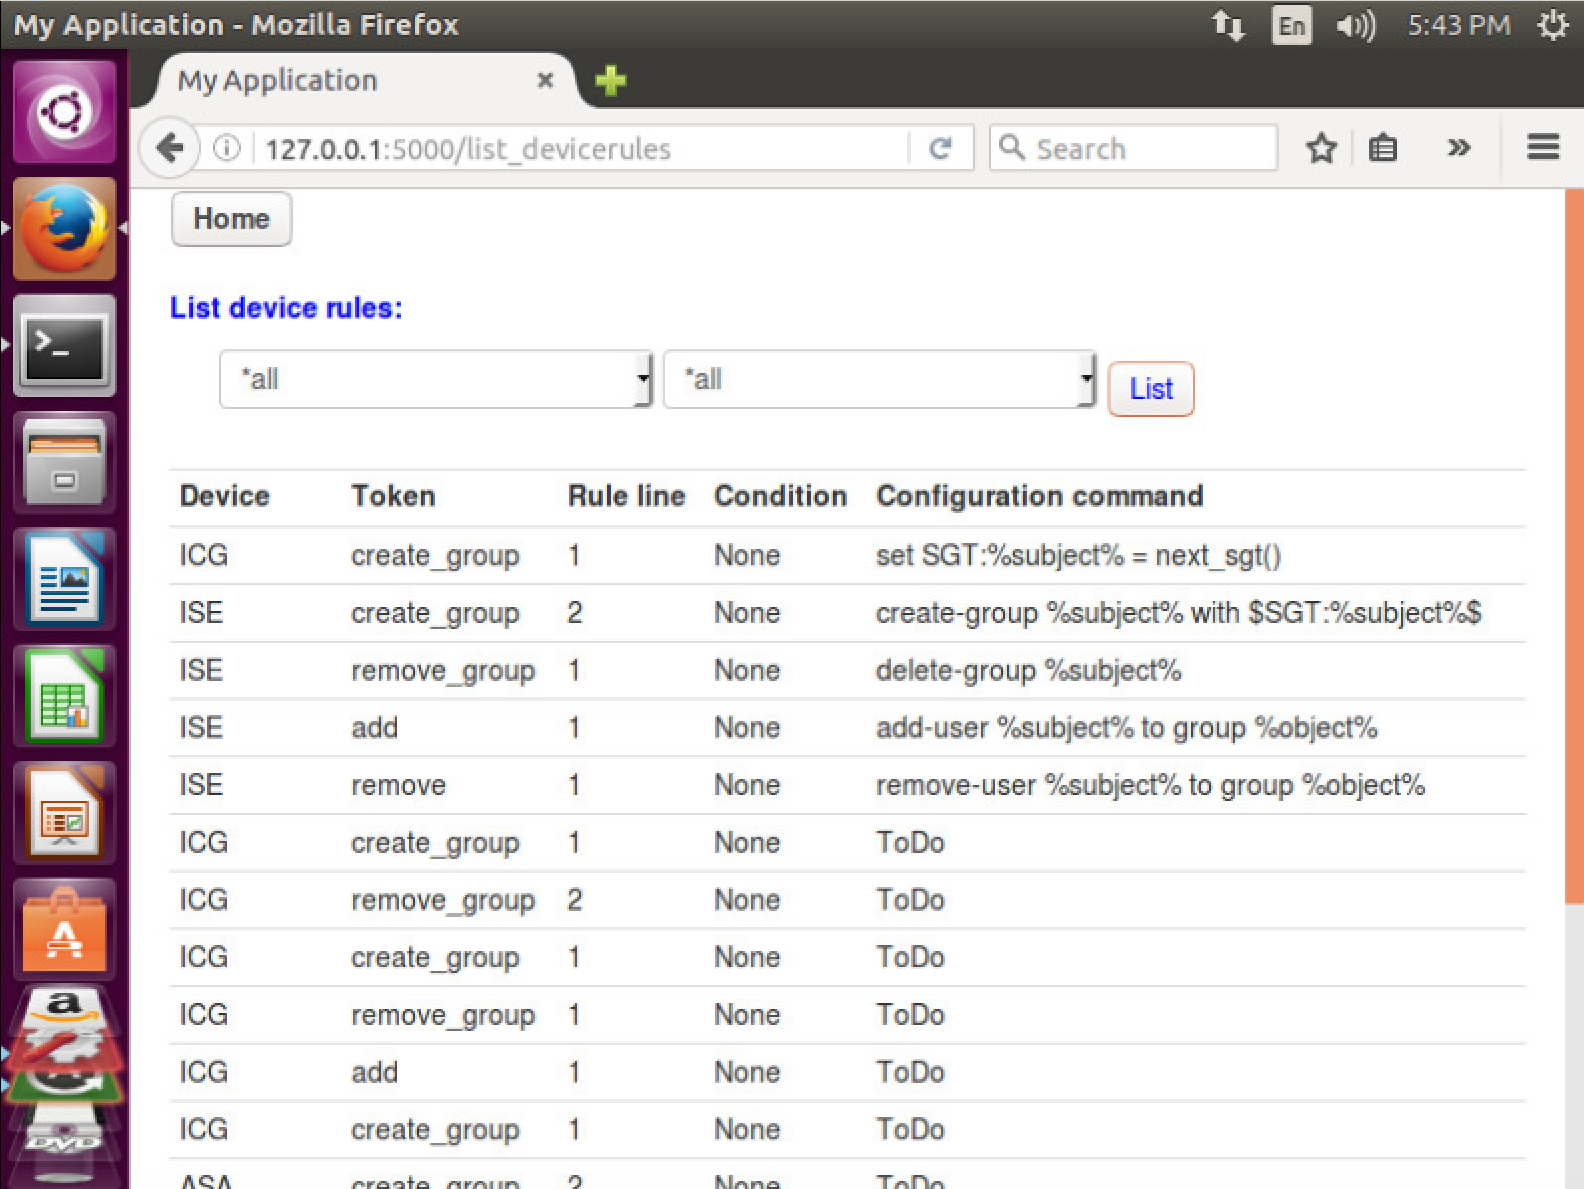 My Application - Mozilla Firefox
En
5:43 PM
My Application
127.0.0.1:5000/list_devicerules
Search
Home
List device rules:
*all *all List
Device Token Rule line Condition Configuration command
ICG create_group 1 None set SGT:%subject% = next_sgt()
ISE create_group 2 None create-group %subject% with $SGT:%subject%$
ISE remove_group 1 None delete-group %subject%
ISE add 1 None add-user %subject% to group %object%
ISE remove 1 None remove-user %subject% to group %object%
ICG create_group 1 None ToDo
ICG remove_group 2 None ToDo
ICG create_group 1 None ToDo
ICG remove_group 1 None ToDo
ICG add 1 None ToDo
ICG create_group 1 None ToDo
ASA create_group 2 None ToDo
a
DVD